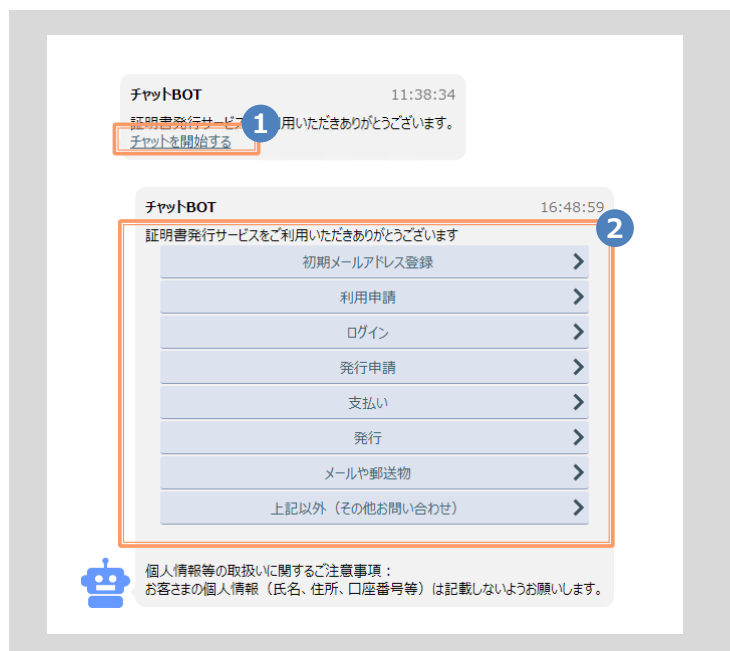 チャットBOT 11:38:34
証明書発行サービス 用いただきありがとうございます。
1
チャットを開始する
チャットBOT 16:48:59
2
証明書発行サービスをご利用いただきありがとうございます
初期メールアドレス登録
利用申請
ログイン
発行申請
支払い
発行
メールや郵送物
上記以外（その他お問い合わせ）
個人情報等の取扱いに関するご注意事項：
お客さまの個人情報（氏名、住所、口座番号等）は記載しないようお願いします。